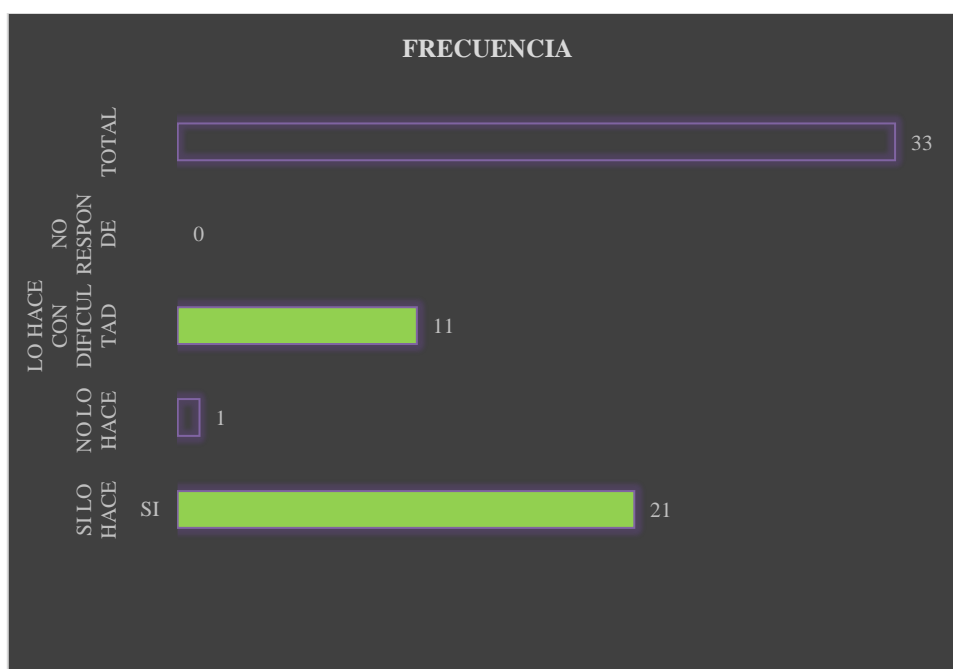 FRECUENCIA
TOTAL
33
NO
RESPON
DE
0
LO HACE
CON
DIFICUL
TAD
11
NO LO
HACE
1
SI LO
HACE
SI
21